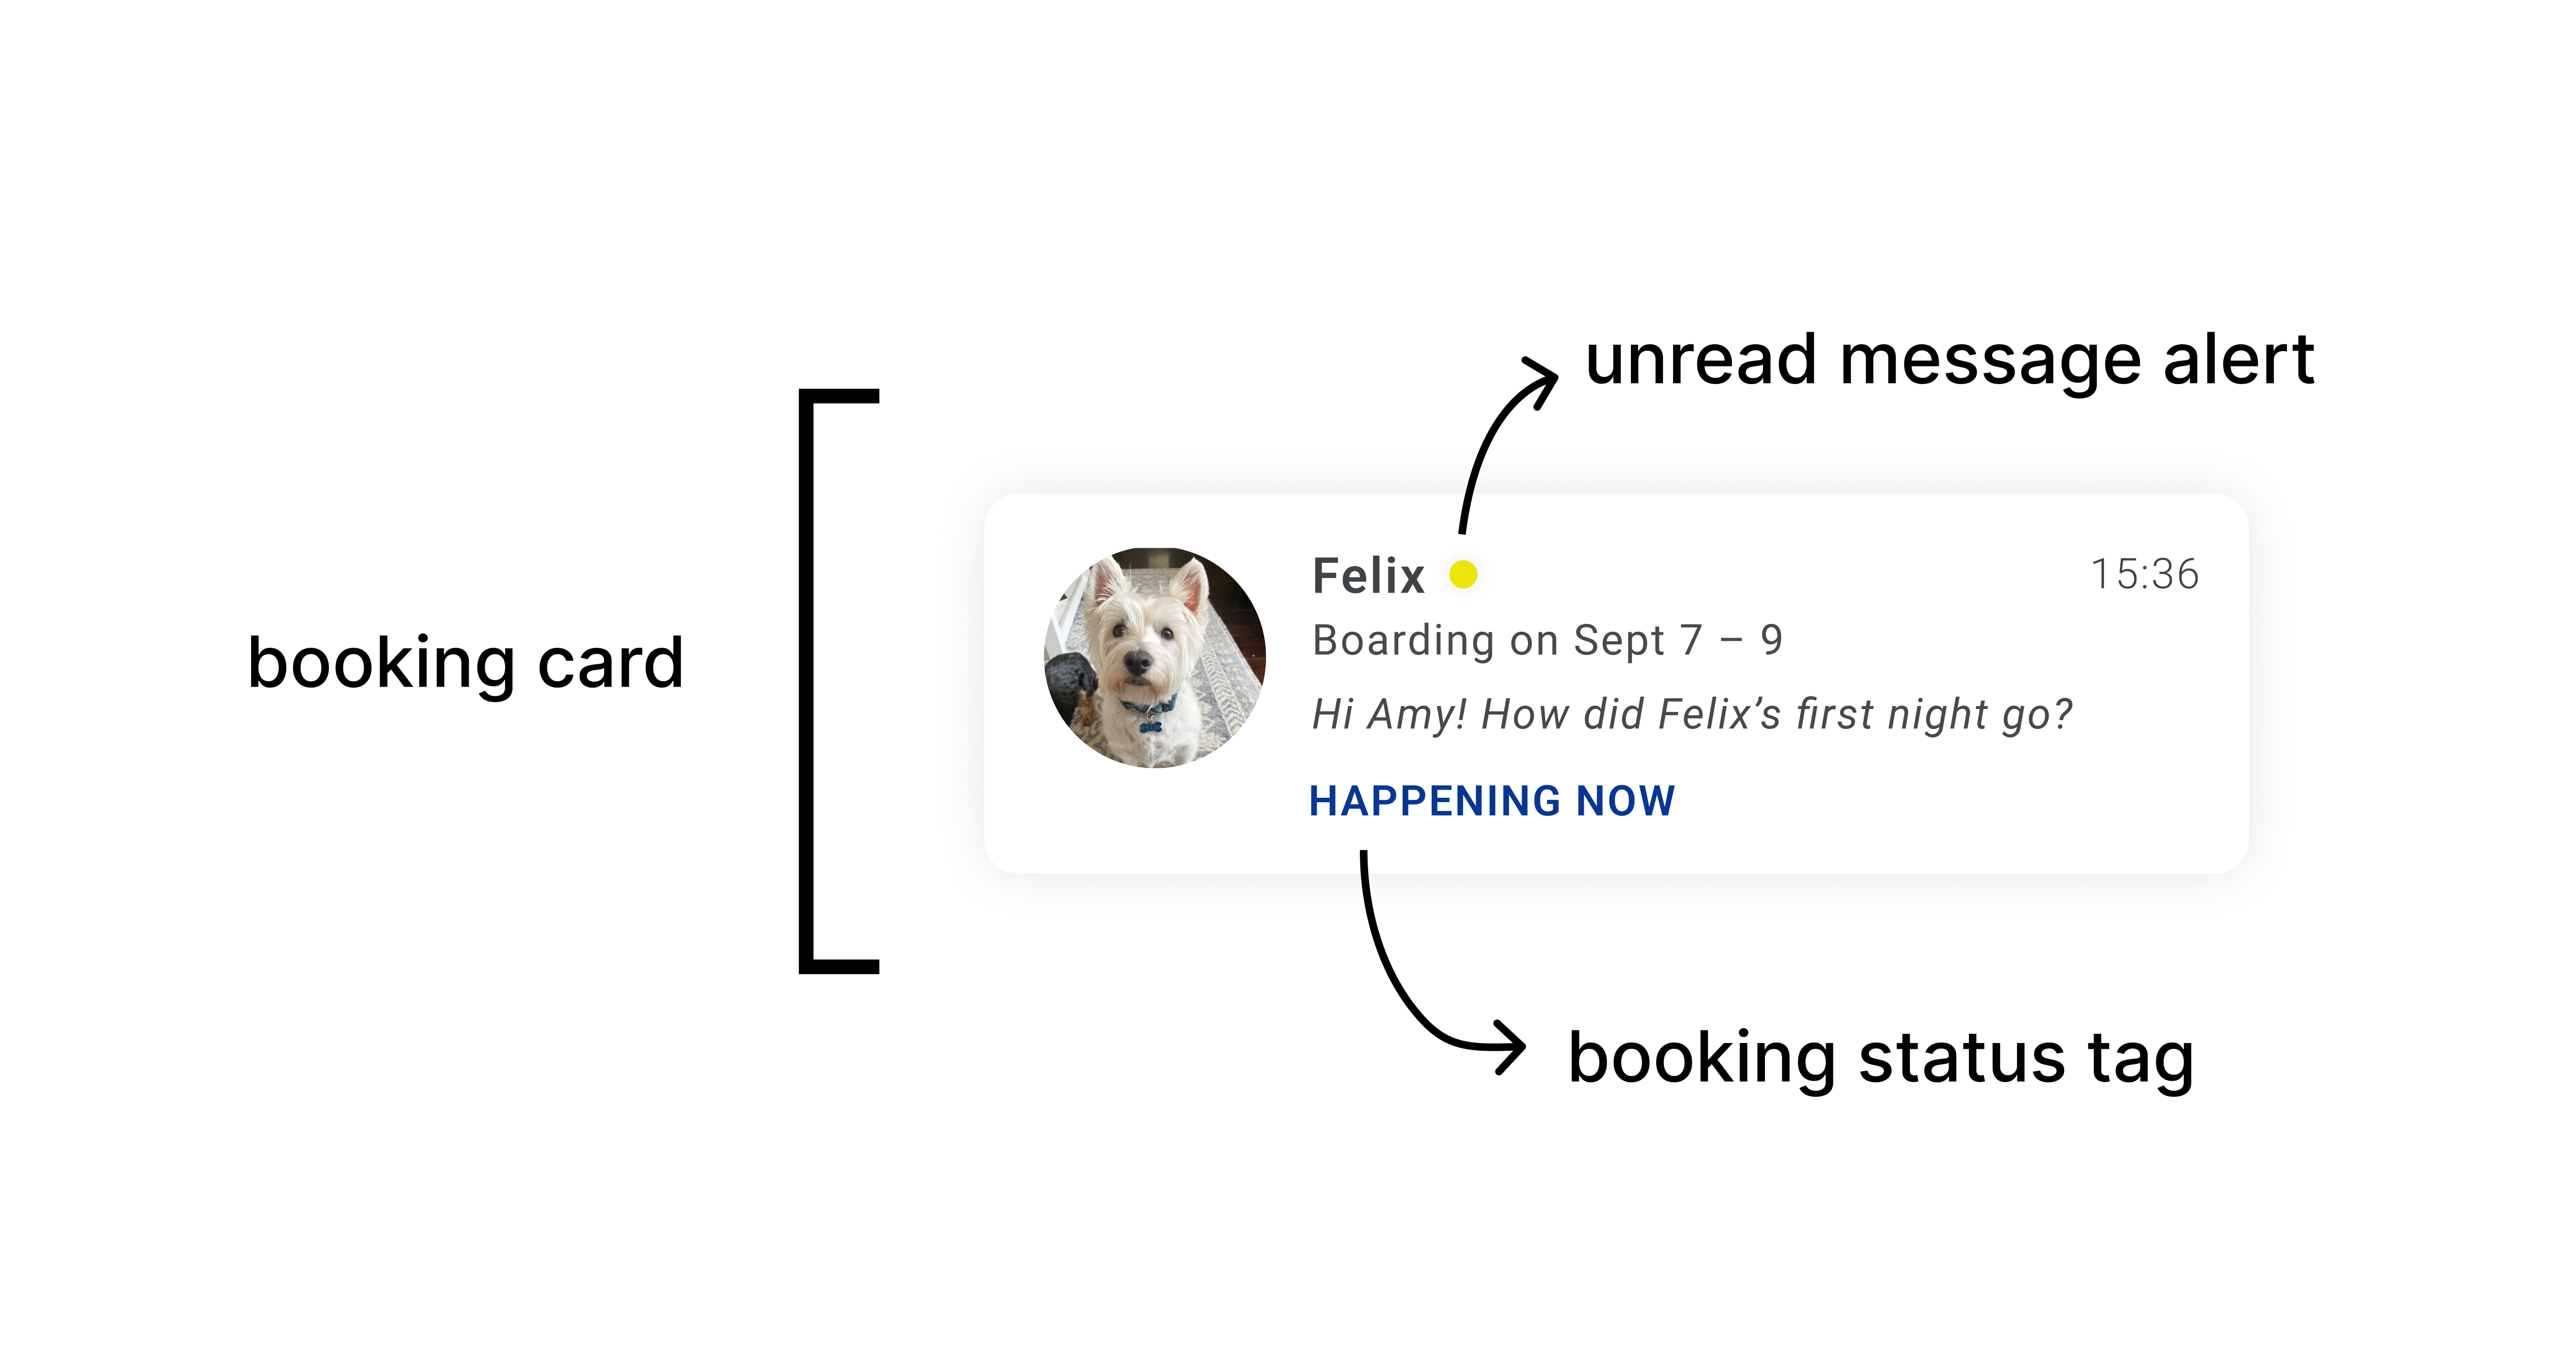 unread message alert
booking card
Felix
15:36
Boarding on Sept 7 – 9
Hi Amy! How did Felix’s first night go?
HAPPENING NOW
booking status tag